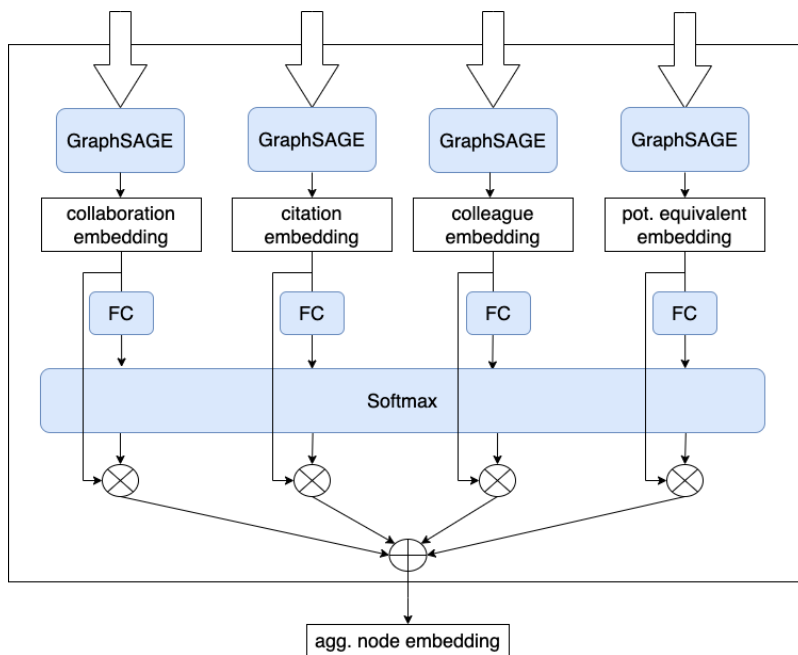 GraphSAGE
GraphSAGE
GraphSAGE
GraphSAGE
collaboration
embedding
citation
embedding
colleague
embedding
pot. equivalent
embedding
FC
FC
FC
FC
Softmax
agg. node embedding